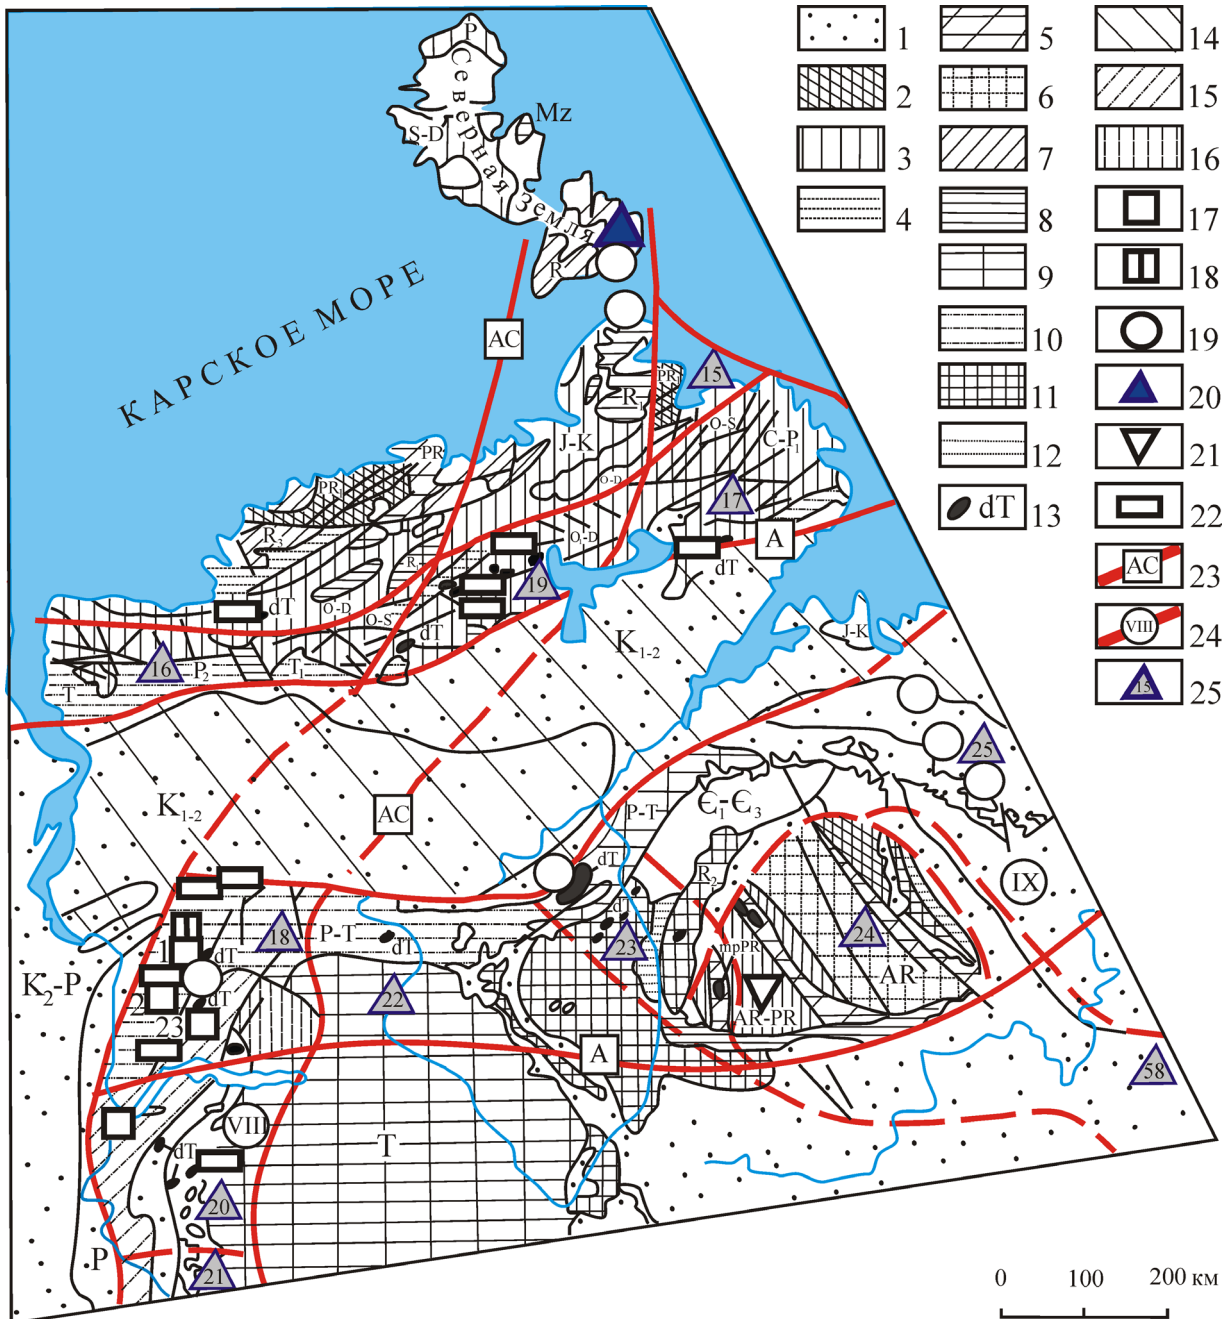 Северная Земля
P
S-D
Mz
R
КАРСКОЕ МОРЕ
AC
15
PR₁
R₁
O-S
C-P₁
J-K
PR
PR₁
O-D
17
R₃
O-D
A
R₁
19
dT
dT
O-D
O-S
dT
K₁₋₂
J-K
16
P₂
T₁
T
25
K₁₋₂
AC
P-T
Є₁-Є₃
dT
R₂
IX
18
P-T
dT
23
24
1
dT
mpPR
AR
K₂-P
22
2
dT
AR-PR
23
A
58
VIII
T
dT
20
P
21
1
2
3
4
5
6
7
8
9
10
11
12
dT 13
14
15
16
17
18
19
20
21
22
AC 23
VIII 24
15 25
0 100 200 км